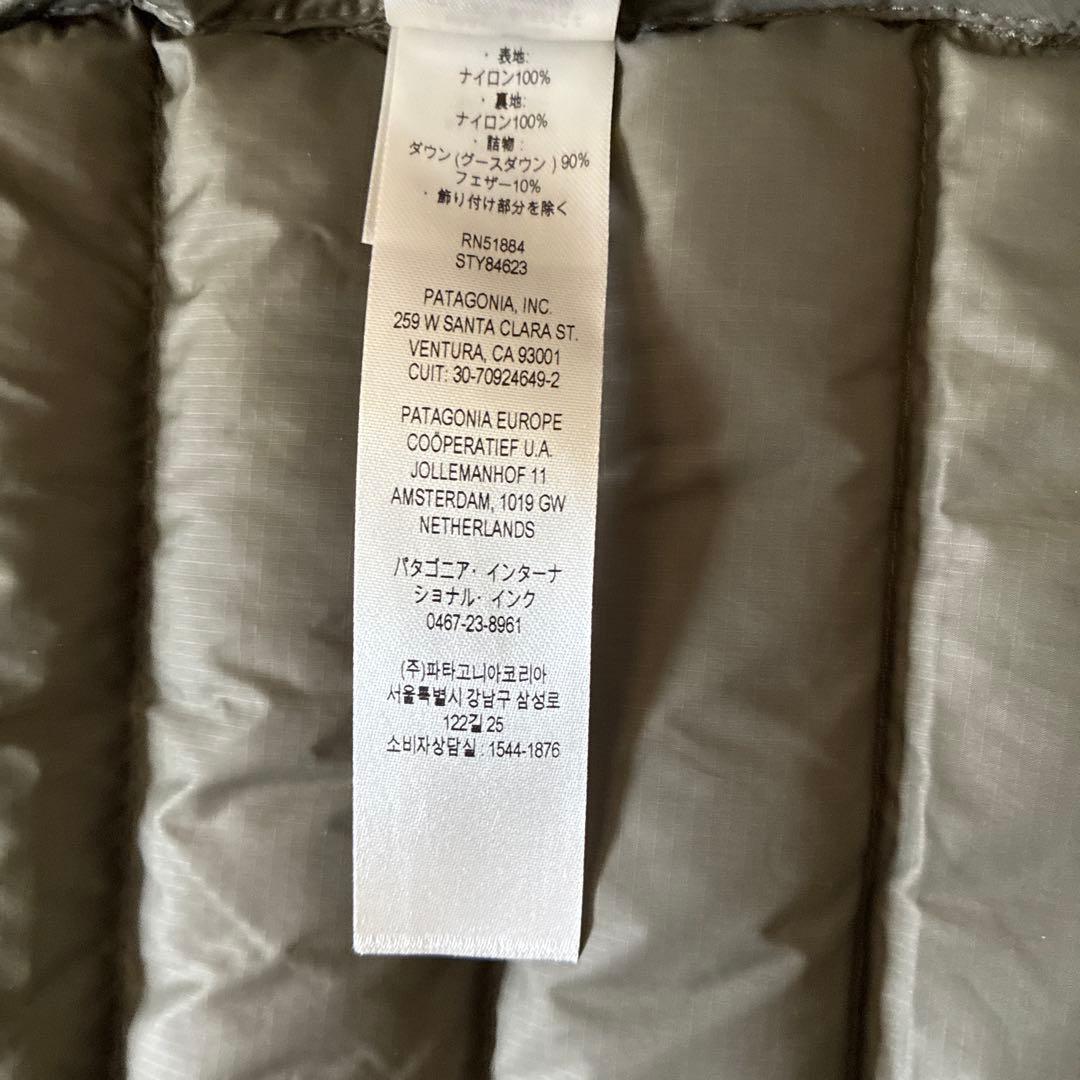 ・表地:
ナイロン100%
・裏地:
ナイロン100%
・詰物:
ダウン(グースダウン)90%
フェザー10%
・飾り付け部分を除く
RN51884
STY84623
PATAGONIA, INC.
259 W SANTA CLARA ST.
VENTURA, CA 93001
CUIT: 30-70924649-2
PATAGONIA EUROPE
COÖPERATIEF U.A.
JOLLEMANHOF 11
AMSTERDAM, 1019 GW
NETHERLANDS
パタゴニア・インターナ
ショナル・インク
0467-23-8961
(주)파타고니아코리아
서울특별시 강남구 삼성로
122길 25
소비자상담실 : 1544-1876